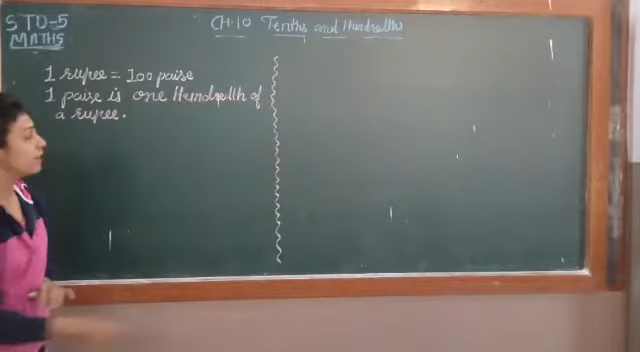 STD-5
MATHS
CH-10 Tenths and Hundredths
1 rupee = 100 paise
1 paise is one Hundredth of
a rupee.